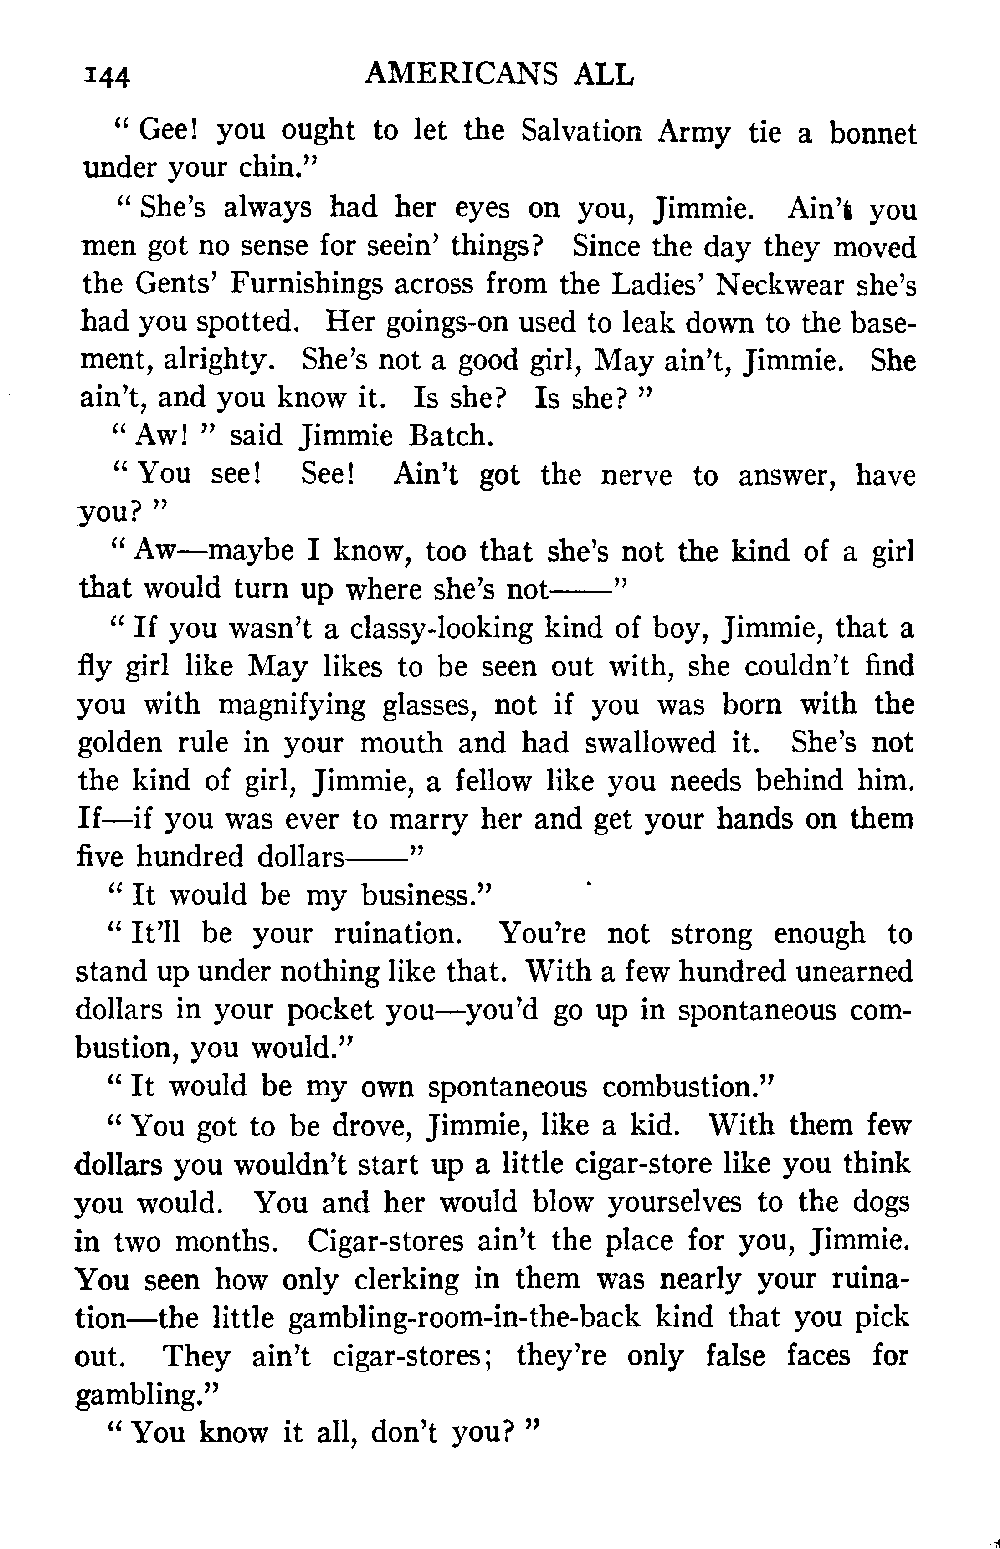 144 AMERICANS ALL
“ Gee! you ought to let the Salvation Army tie a bonnet
under your chin.”
“ She’s always had her eyes on you, Jimmie. Ain’t you
men got no sense for seein’ things? Since the day they moved
the Gents’ Furnishings across from the Ladies’ Neckwear she’s
had you spotted. Her goings-on used to leak down to the base-
ment, alrighty. She’s not a good girl, May ain’t, Jimmie. She
ain’t, and you know it. Is she? Is she? ”
“ Aw! ” said Jimmie Batch.
“ You see! See! Ain’t got the nerve to answer, have
you? ”
“ Aw—maybe I know, too that she’s not the kind of a girl
that would turn up where she’s not——”
“ If you wasn’t a classy-looking kind of boy, Jimmie, that a
fly girl like May likes to be seen out with, she couldn’t find
you with magnifying glasses, not if you was born with the
golden rule in your mouth and had swallowed it. She’s not
the kind of girl, Jimmie, a fellow like you needs behind him.
If—if you was ever to marry her and get your hands on them
five hundred dollars——”
“ It would be my business.”
“ It’ll be your ruination. You’re not strong enough to
stand up under nothing like that. With a few hundred unearned
dollars in your pocket you—you’d go up in spontaneous com-
bustion, you would.”
“ It would be my own spontaneous combustion.”
“ You got to be drove, Jimmie, like a kid. With them few
dollars you wouldn’t start up a little cigar-store like you think
you would. You and her would blow yourselves to the dogs
in two months. Cigar-stores ain’t the place for you, Jimmie.
You seen how only clerking in them was nearly your ruina-
tion—the little gambling-room-in-the-back kind that you pick
out. They ain’t cigar-stores; they’re only false faces for
gambling.”
“ You know it all, don’t you? ”